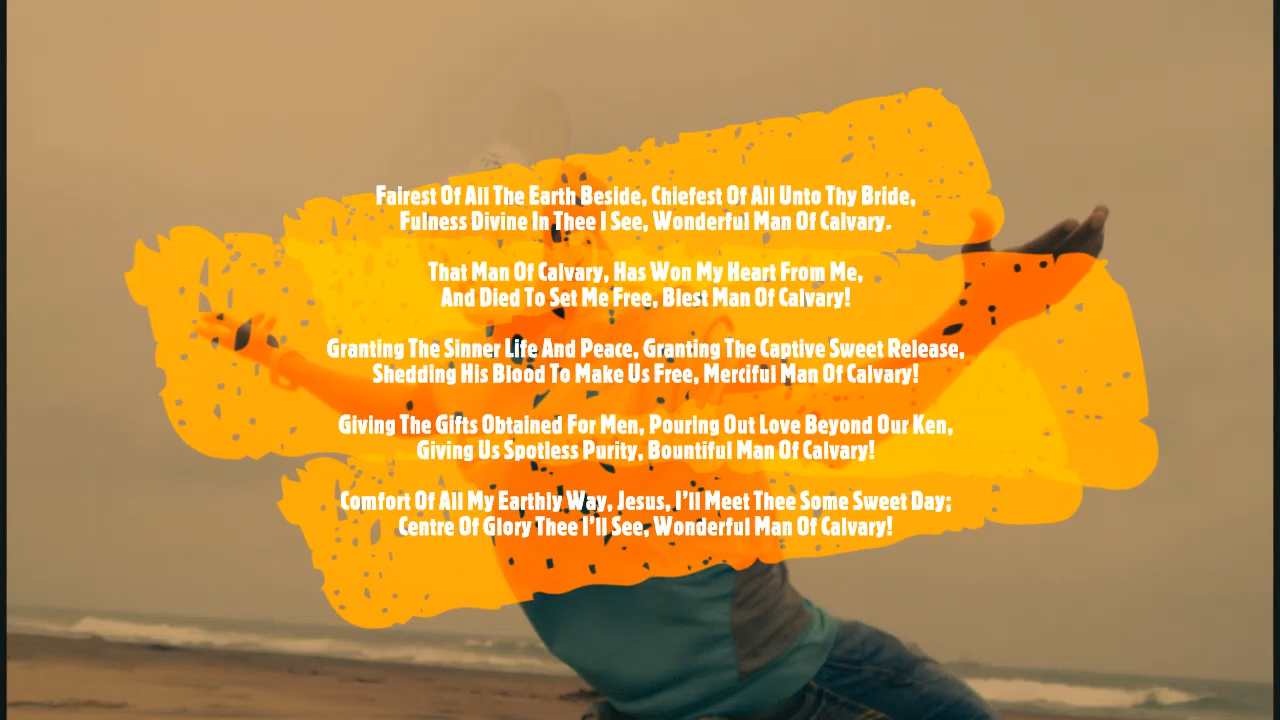 Fairest Of All The Earth Beside, Chiefest Of All Unto Thy Bride,
Fulness Divine In Thee I See, Wonderful Man Of Calvary.
That Man Of Calvary, Has Won My Heart From Me,
And Died To Set Me Free, Blest Man Of Calvary!
Granting The Sinner Life And Peace, Granting The Captive Sweet Release,
Shedding His Blood To Make Us Free, Merciful Man Of Calvary!
Giving The Gifts Obtained For Men, Pouring Out Love Beyond Our Ken,
Giving Us Spotless Purity, Bountiful Man Of Calvary!
Comfort Of All My Earthly Way, Jesus, I'll Meet Thee Some Sweet Day;
Centre Of Glory Thee I'll See, Wonderful Man Of Calvary!